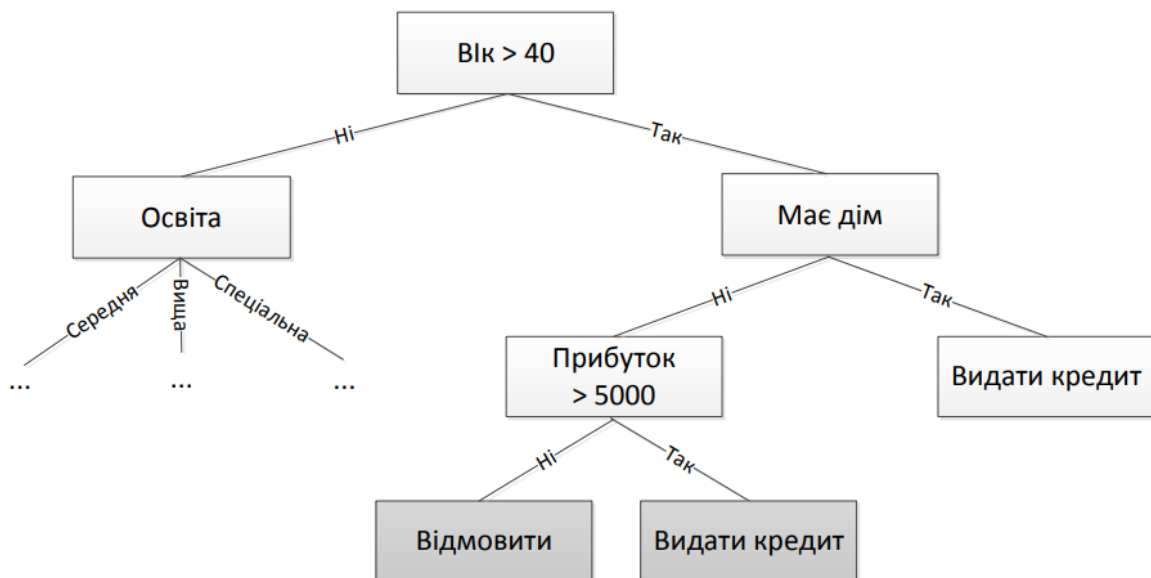 ВІк > 40
Ні
Так
Освіта
Має дім
Середня
Вища
Спеціальна
Ні
Так
...
...
...
Прибуток
> 5000
Видати кредит
Ні
Так
Відмовити
Видати кредит